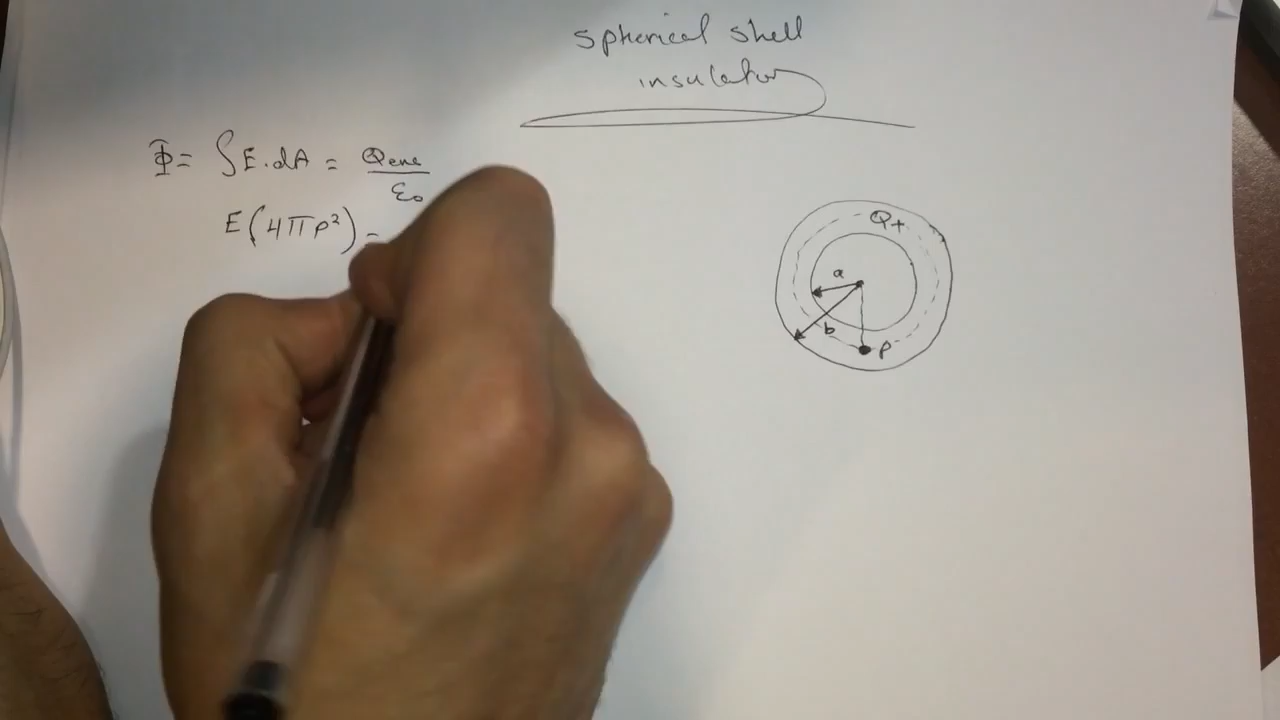 spherical shell
insulator
Φ = ∫E.dA = Qenc/ε₀
E(4πρ²) =
Q+
a
b
P